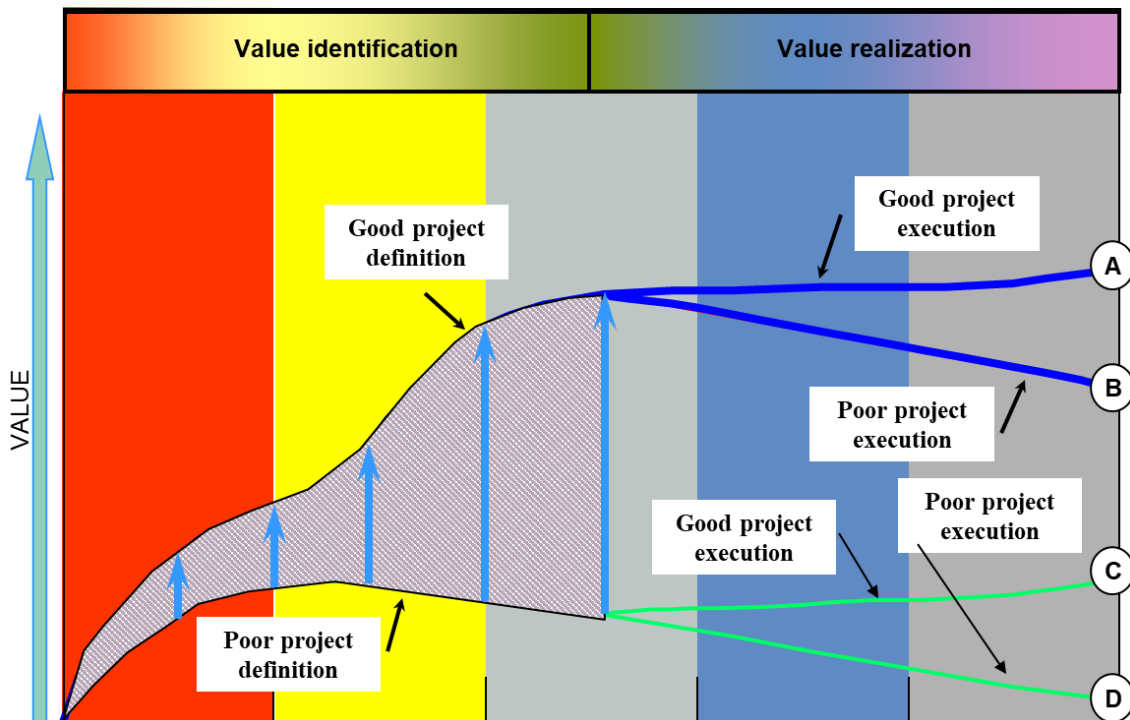 Value identification
Value realization
Good project
execution
Good project
definition
A
VALUE
B
Poor project
execution
Good project
execution
Poor project
execution
C
Poor project
definition
D